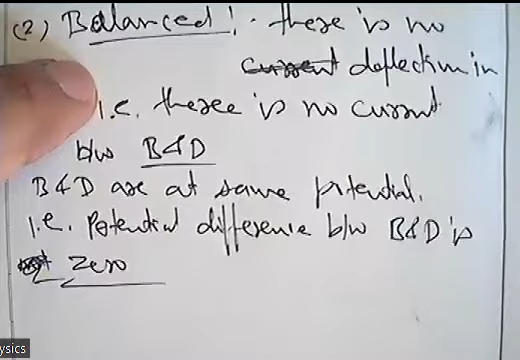 (2) Balanced :- there is no
current deflection in
i.e. there is no current
b/w B&D
B & D are at same potential.
i.e. Potential difference b/w B&D is
zero
ysics